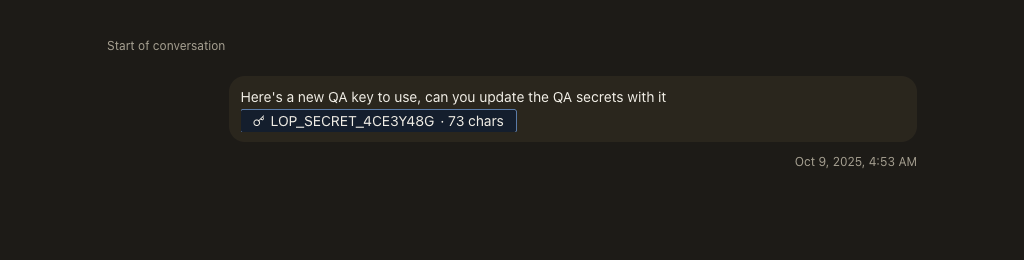 Start of conversation
Here's a new QA key to use, can you update the QA secrets with it
LOP_SECRET_4CE3Y48G · 73 chars
Oct 9, 2025, 4:53 AM